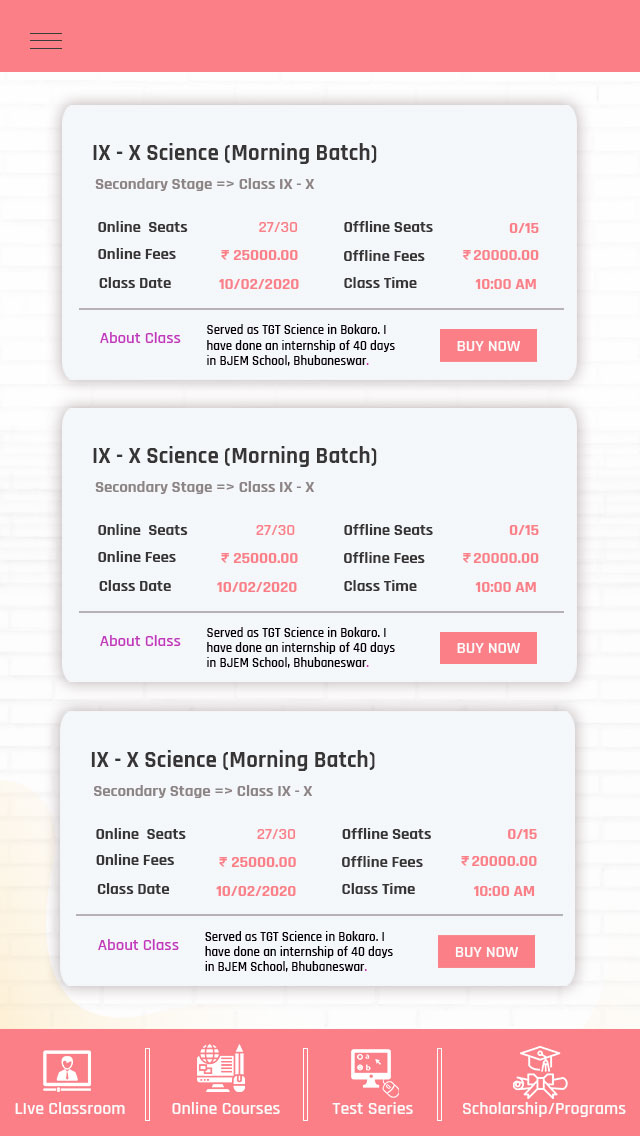 IX - X Science (Morning Batch)
Secondary Stage => Class IX - X
Online Seats 27/30 Offline Seats 0/15
Online Fees ₹ 25000.00 Offline Fees ₹ 20000.00
Class Date 10/02/2020 Class Time 10:00 AM
About Class
Served as TGT Science in Bokaro. I
have done an internship of 40 days
in BJEM School, Bhubaneswar.
BUY NOW
IX - X Science (Morning Batch)
Secondary Stage => Class IX - X
Online Seats 27/30 Offline Seats 0/15
Online Fees ₹ 25000.00 Offline Fees ₹ 20000.00
Class Date 10/02/2020 Class Time 10:00 AM
About Class
Served as TGT Science in Bokaro. I
have done an internship of 40 days
in BJEM School, Bhubaneswar.
BUY NOW
IX - X Science (Morning Batch)
Secondary Stage => Class IX - X
Online Seats 27/30 Offline Seats 0/15
Online Fees ₹ 25000.00 Offline Fees ₹ 20000.00
Class Date 10/02/2020 Class Time 10:00 AM
About Class
Served as TGT Science in Bokaro. I
have done an internship of 40 days
in BJEM School, Bhubaneswar.
BUY NOW
LIve Classroom Online Courses Test Series Scholarship/Programs